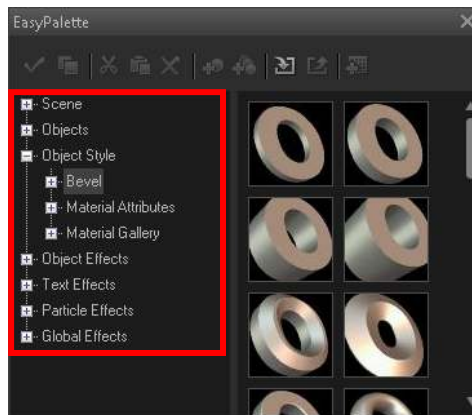 EasyPalette
Scene
Objects
Object Style
Bevel
Material Attributes
Material Gallery
Object Effects
Text Effects
Particle Effects
Global Effects